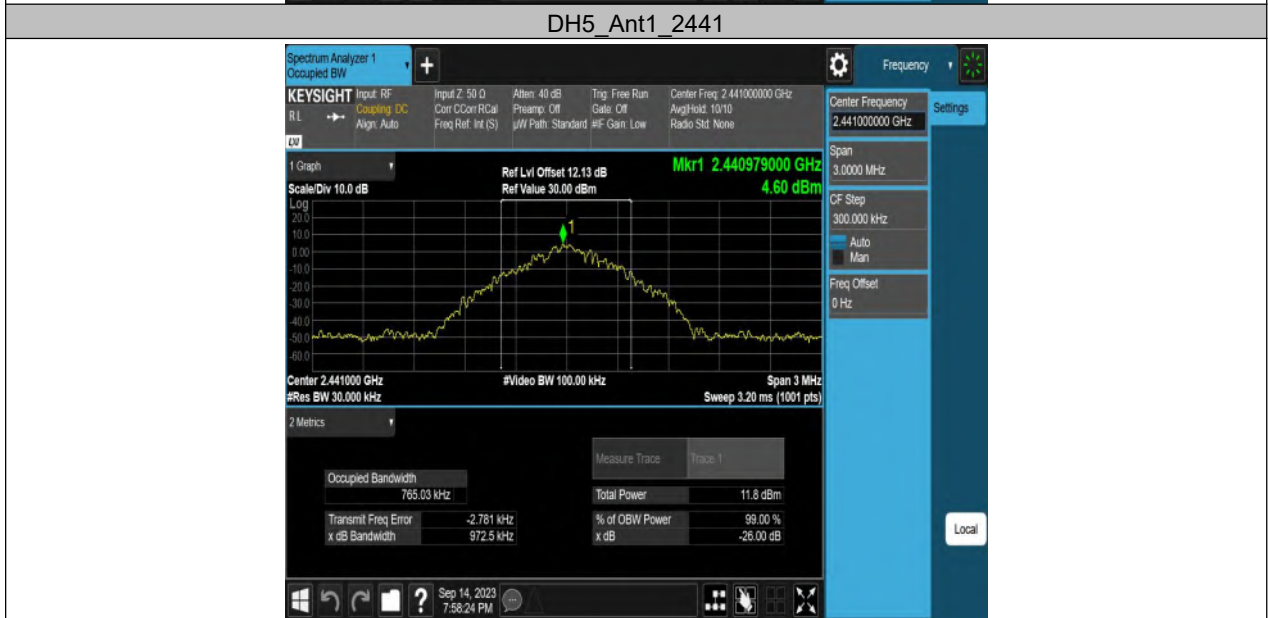 DH5_Ant1_2441
Spectrum Analyzer 1
Occupied BW
+
Frequency
KEYSIGHT
RL
Input: RF
Coupling: DC
Align: Auto
Input Z: 50 Ω
Corr CCorr RCal
Freq Ref: Int (S)
Atten: 40 dB
Preamp: Off
µW Path: Standard
Trig: Free Run
Gate: Off
#IF Gain: Low
Center Freq: 2.441000000 GHz
Avg|Hold: 10/10
Radio Std: None
1 Graph
Scale/Div 10.0 dB
Ref Lvl Offset 12.13 dB
Ref Value 30.00 dBm
Mkr1 2.440979000 GHz
4.60 dBm
Log
20.0
10.0
0.00
-10.0
-20.0
-30.0
-40.0
-50.0
-60.0
1
Center 2.441000 GHz
#Video BW 100.00 kHz
Span 3 MHz
#Res BW 30.000 kHz
Sweep 3.20 ms (1001 pts)
2 Metrics
Measure Trace
Trace 1
Occupied Bandwidth
765.03 kHz
Total Power
11.8 dBm
Transmit Freq Error
-2.781 kHz
% of OBW Power
99.00 %
x dB Bandwidth
972.5 kHz
x dB
-26.00 dB
Center Frequency
2.441000000 GHz
Settings
Span
3.0000 MHz
CF Step
300.000 kHz
Auto
Man
Freq Offset
0 Hz
Local
?
Sep 14, 2023
7:58:24 PM